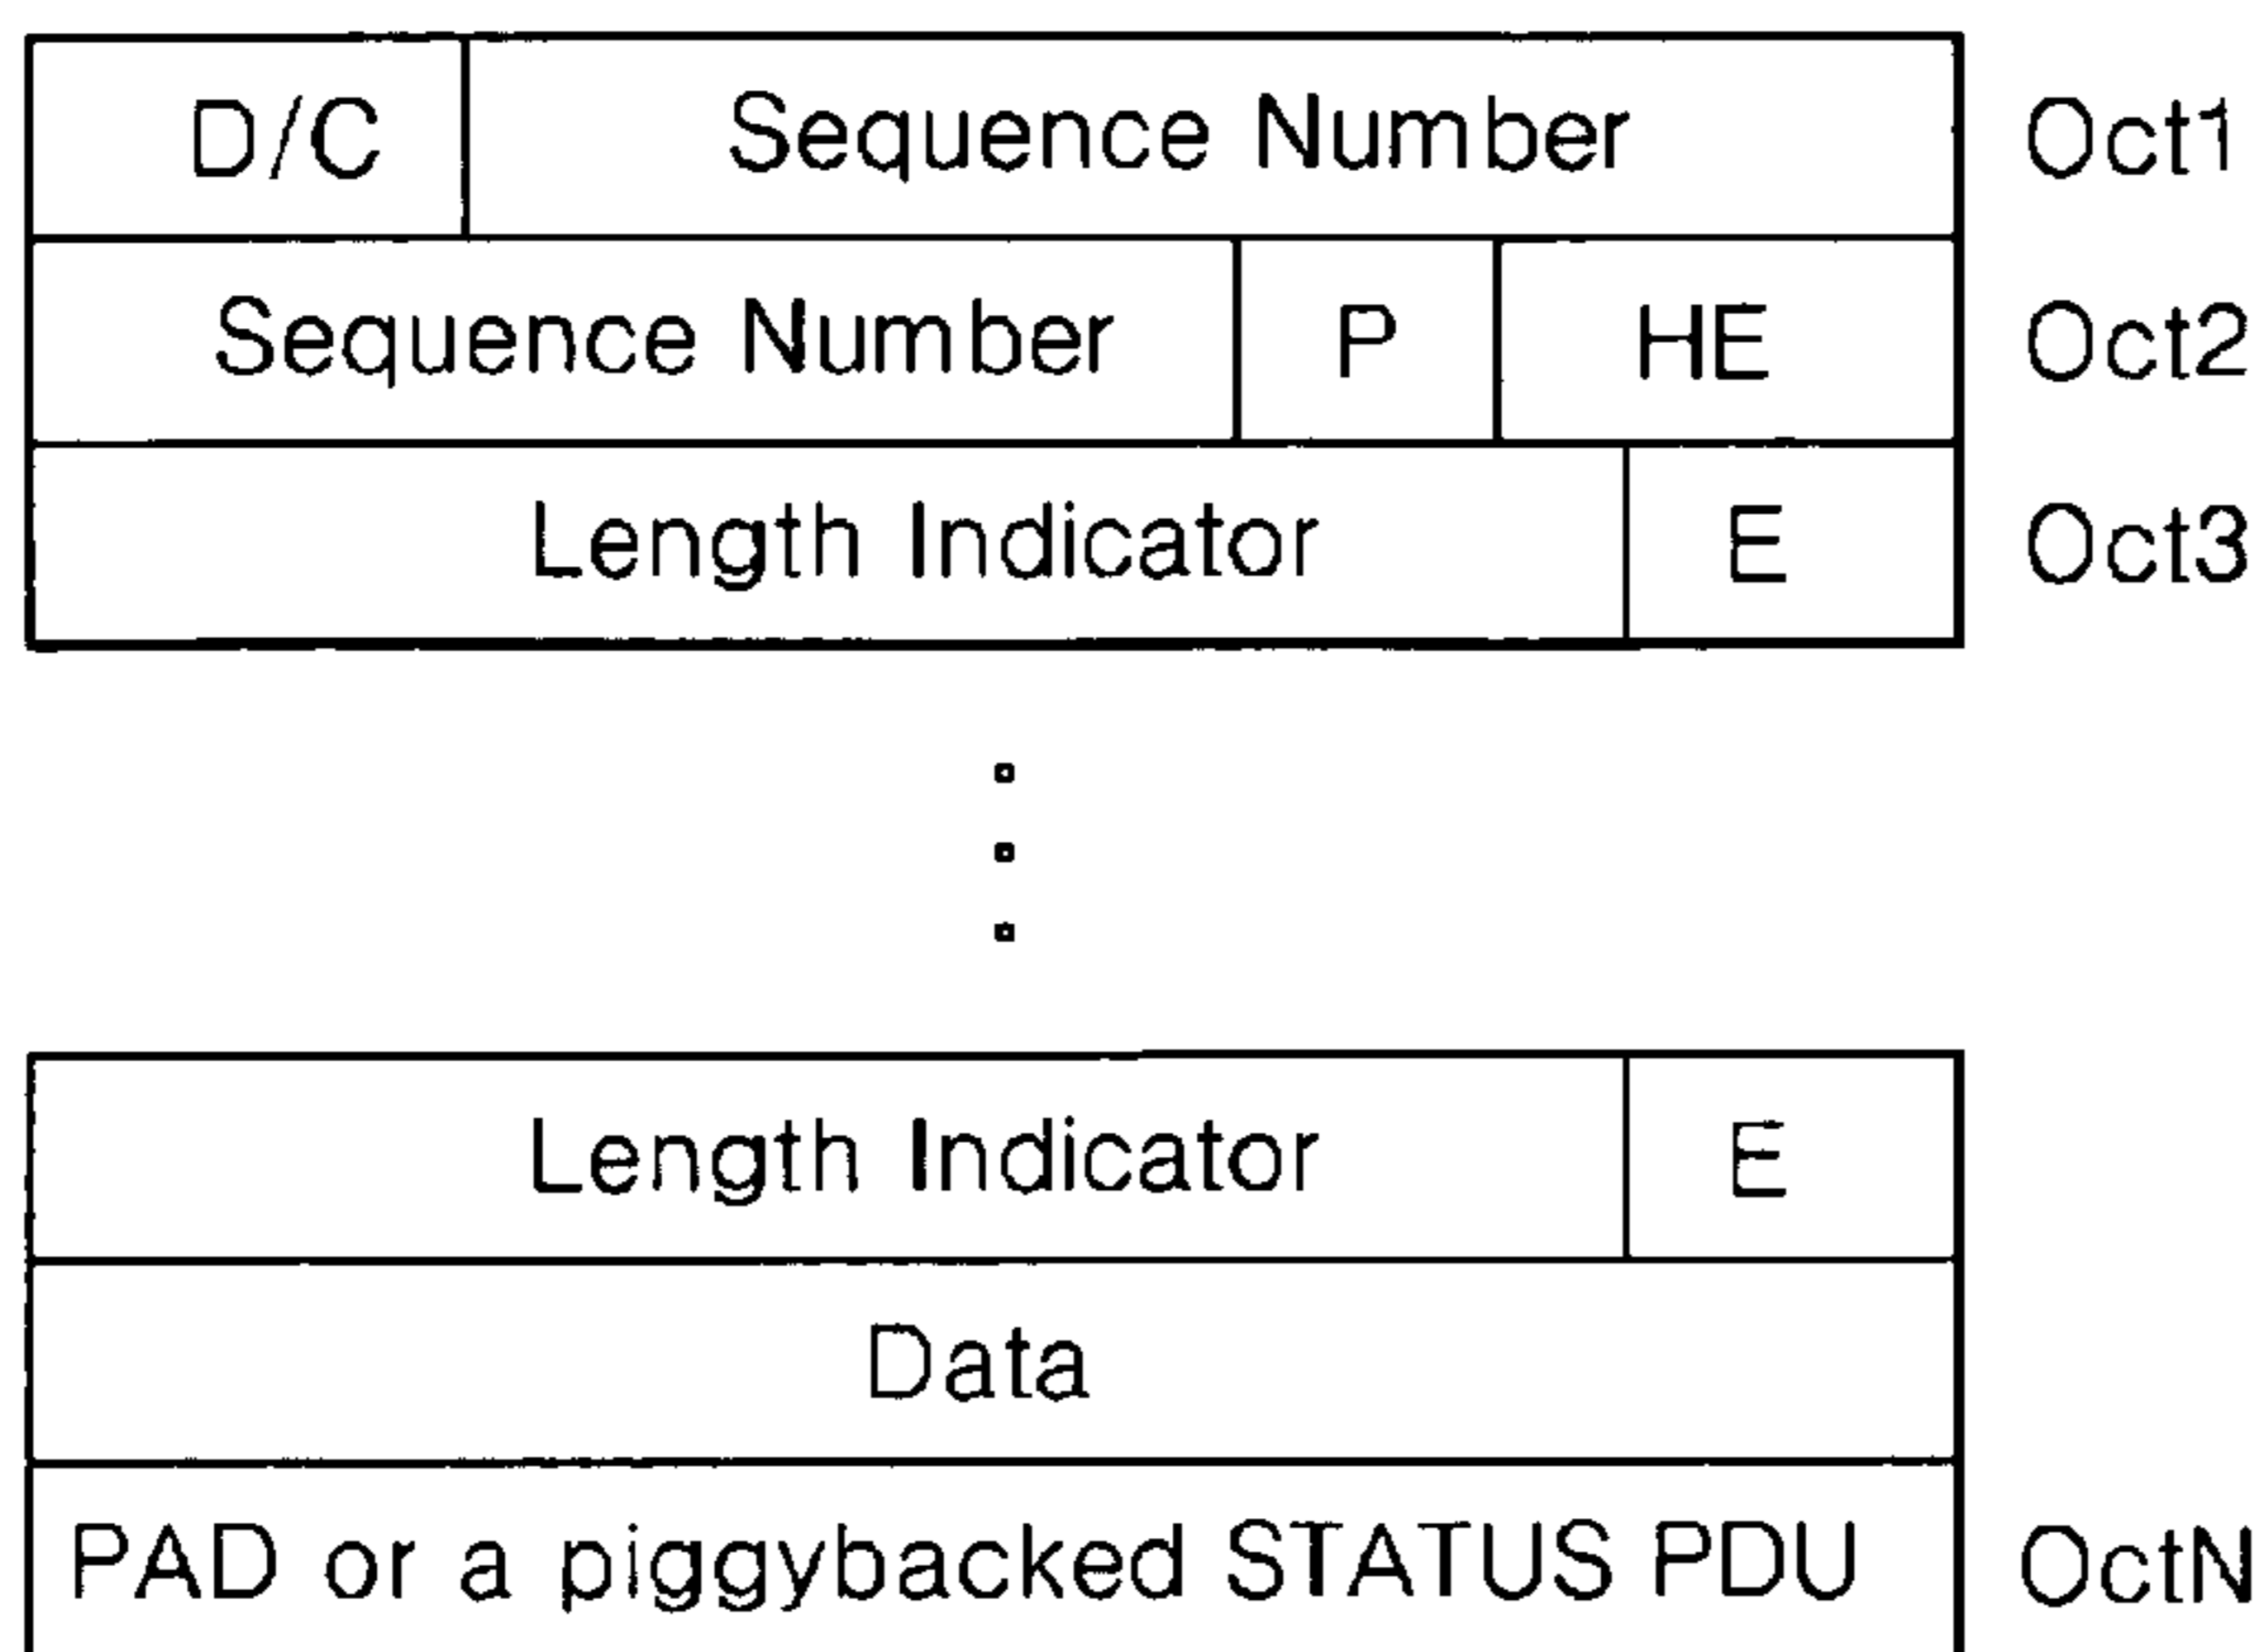 D/C Sequence Number Oct1
Sequence Number P HE Oct2
Length Indicator E Oct3
Length Indicator E
Data
PAD or a piggybacked STATUS PDU OctN